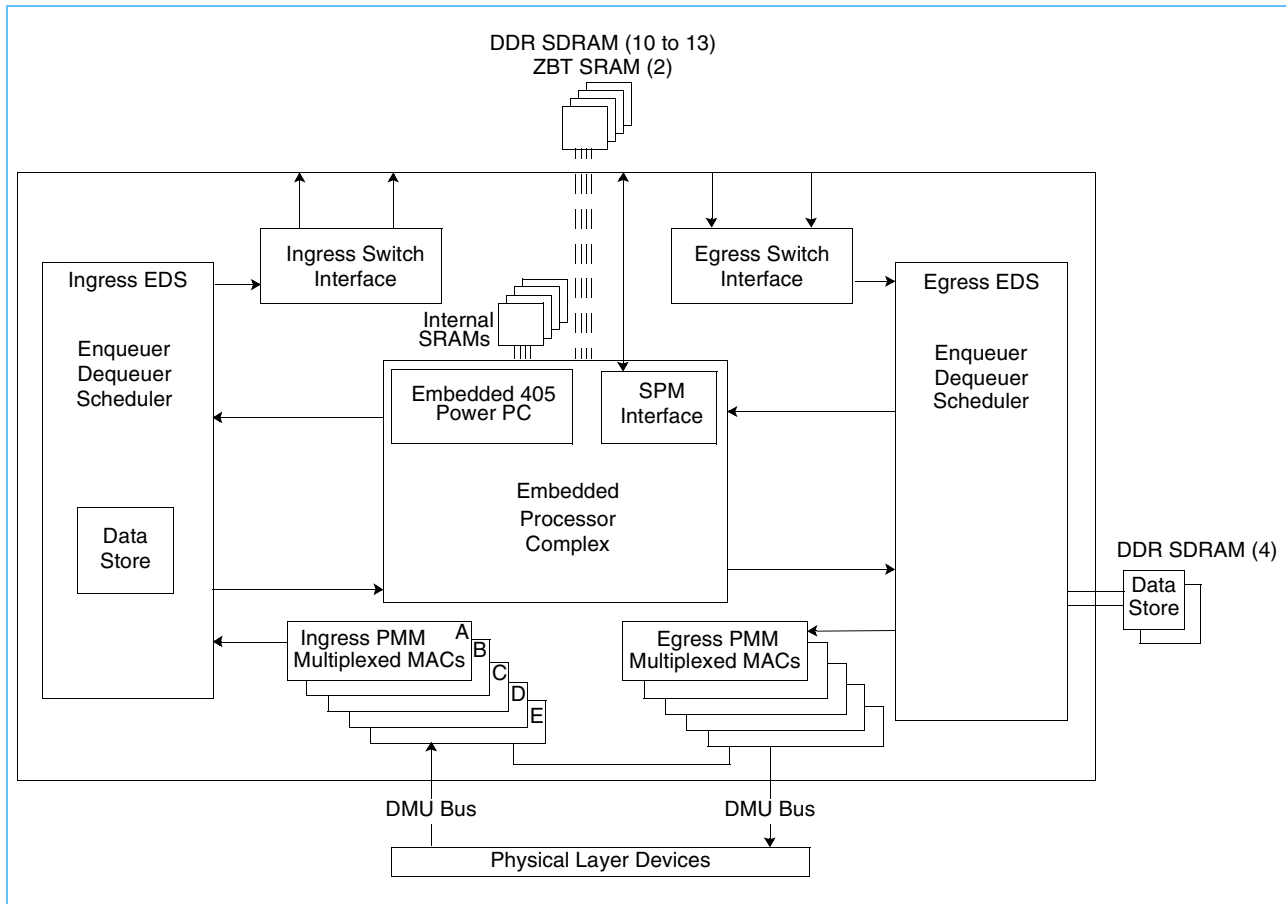 DDR SDRAM (10 to 13)
ZBT SRAM (2)
Ingress Switch
Interface
Egress Switch
Interface
Ingress EDS
Enqueuer
Dequeuer
Scheduler
Data
Store
Internal
SRAMs
Embedded 405
Power PC
SPM
Interface
Embedded
Processor
Complex
Egress EDS
Enqueuer
Dequeuer
Scheduler
DDR SDRAM (4)
Data
Store
Ingress PMM
Multiplexed MACs
A
B
C
D
E
Egress PMM
Multiplexed MACs
DMU Bus
DMU Bus
Physical Layer Devices